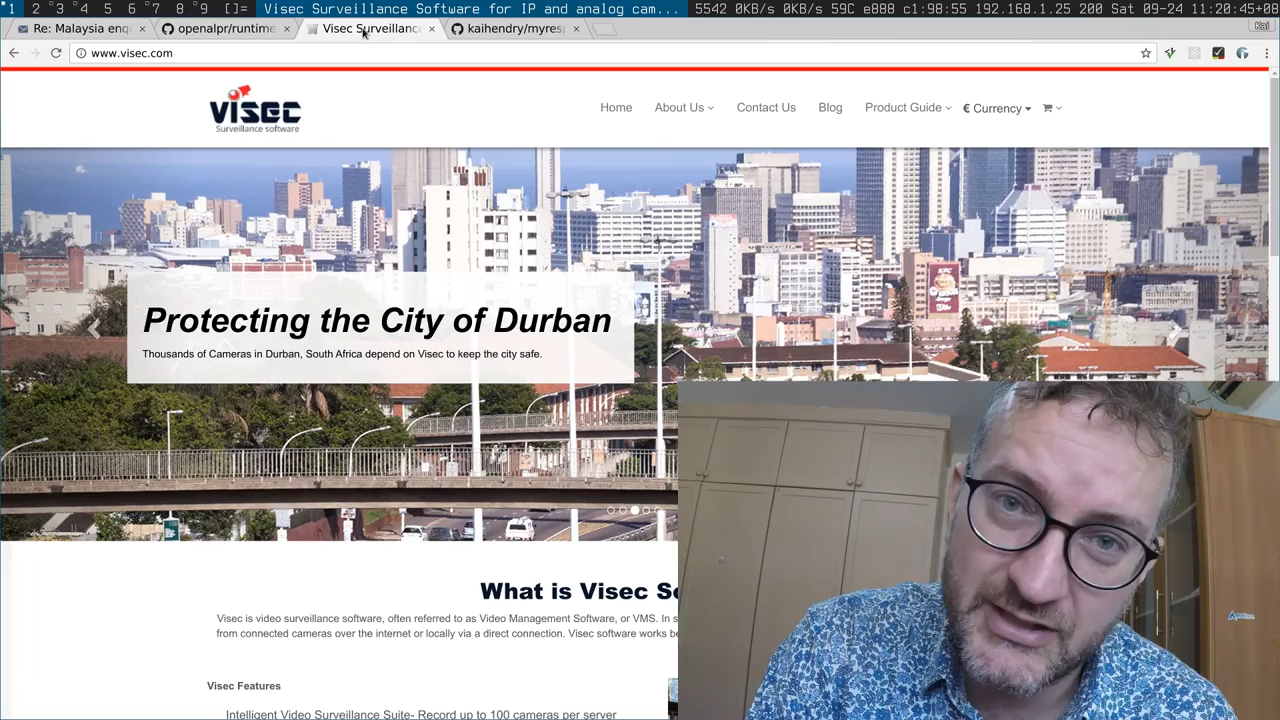 1 2 3 4 5 6 7 8 9 []= Visec Surveillance Software for IP and analog cam... 5542 0KB/s 0KB/s 59C e888 c1:98:55 192.168.1.25 200 Sat 09-24 11:20:45+08
Re: Malaysia enq × openalpr/runtime × Visec Surveillance × kaihendry/myresp × Kai
www.visec.com
visec
Surveillance software
Home About Us Contact Us Blog Product Guide € Currency
KFC
Protecting the City of Durban
Thousands of Cameras in Durban, South Africa depend on Visec to keep the city safe.
What is Visec So
Visec is video surveillance software, often referred to as Video Management Software, or VMS. In s
from connected cameras over the internet or locally via a direct connection. Visec software works be
Visec Features
Intelligent Video Surveillance Suite- Record up to 100 cameras per server